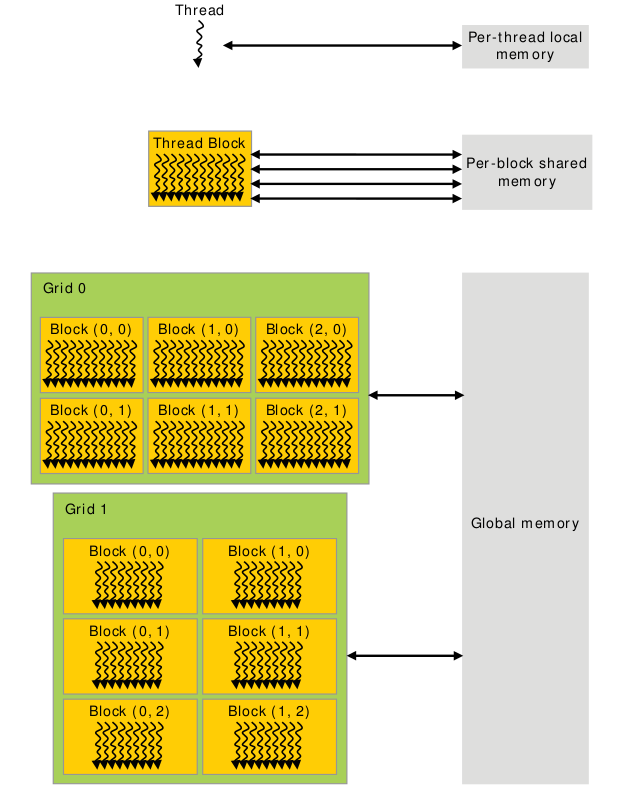 Thread
Per-thread local
memory
Thread Block
Per-block shared
memory
Grid 0
Block (0, 0)
Block (1, 0)
Block (2, 0)
Block (0, 1)
Block (1, 1)
Block (2, 1)
Grid 1
Block (0, 0)
Block (1, 0)
Block (0, 1)
Block (1, 1)
Block (0, 2)
Block (1, 2)
Global memory